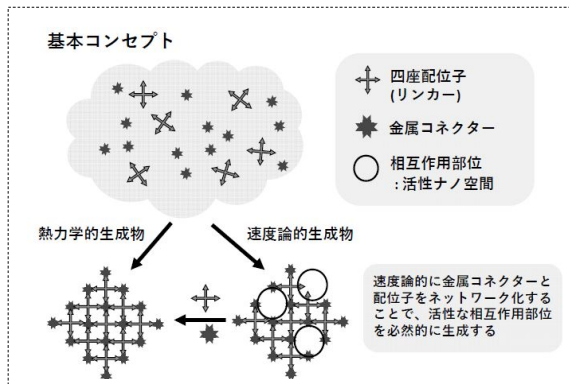 基本コンセプト
四座配位子
(リンカー)
金属コネクター
相互作用部位
：活性ナノ空間
熱力学的生成物
速度論的生成物
速度論的に金属コネクターと
配位子をネットワーク化する
ことで、活性な相互作用部位
を必然的に生成する